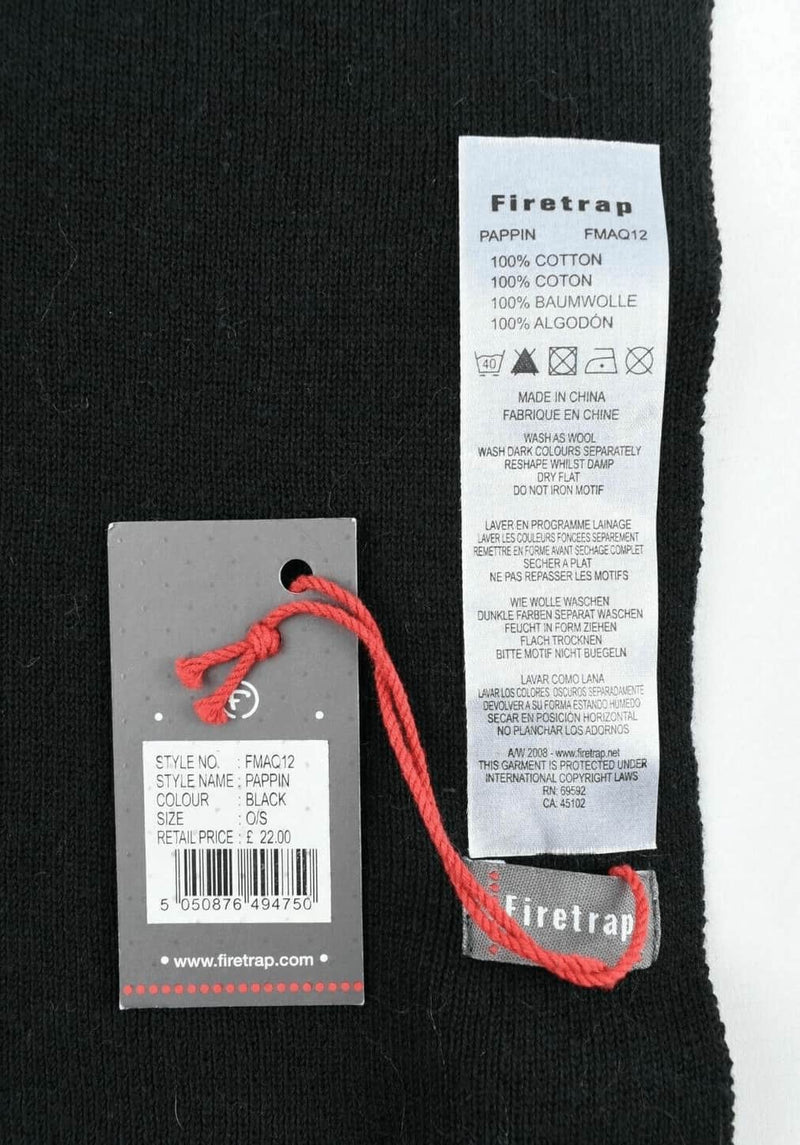 Firetrap
PAPPIN FMAQ12
100% COTTON
100% COTON
100% BAUMWOLLE
100% ALGODÓN
40
MADE IN CHINA
FABRIQUE EN CHINE
WASH AS WOOL
WASH DARK COLOURS SEPARATELY
RESHAPE WHILST DAMP
DRY FLAT
DO NOT IRON MOTIF
LAVER EN PROGRAMME LAINAGE
LAVER LES COULEURS FONCEES SEPAREMENT
REMETTRE EN FORME AVANT SECHAGE COMPLET
SECHER A PLAT
NE PAS REPASSER LES MOTIFS
WIE WOLLE WASCHEN
DUNKLE FARBEN SEPARAT WASCHEN
FEUCHT IN FORM ZIEHEN
FLACH TROCKNEN
BITTE MOTIF NICHT BUEGELN
LAVAR COMO LANA
LAVAR LOS COLORES OSCUROS SEPARADAMENTE
DEVOLVER A SU FORMA ESTANDO HÚMEDO
SECAR EN POSICIÓN HORIZONTAL
NO PLANCHAR LOS ADORNOS
A/W 2008 - www.firetrap.net
THIS GARMENT IS PROTECTED UNDER
INTERNATIONAL COPYRIGHT LAWS
RN: 69592
CA: 45102
F
STYLE NO. : FMAQ12
STYLE NAME : PAPPIN
COLOUR : BLACK
SIZE : O/S
RETAIL PRICE : £ 22.00
5 050876 494750
• www.firetrap.com •
Firetrap